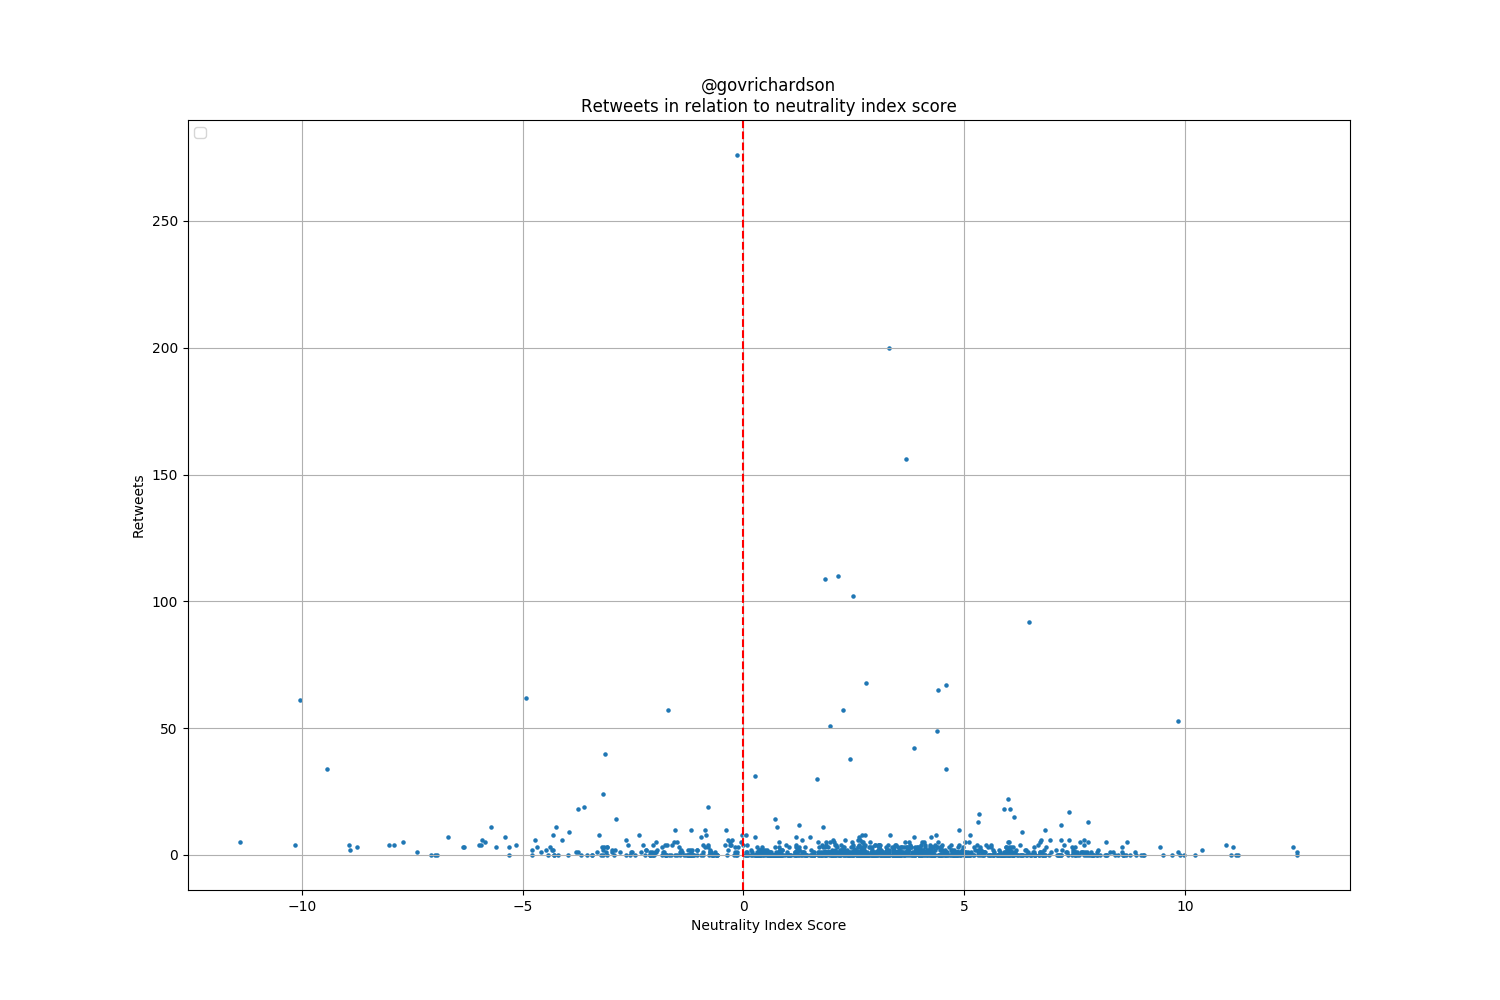 @govrichardson
Retweets in relation to neutrality index score
250
200
150
100
50
0
Retweets
−10
−5
0
5
10
Neutrality Index Score